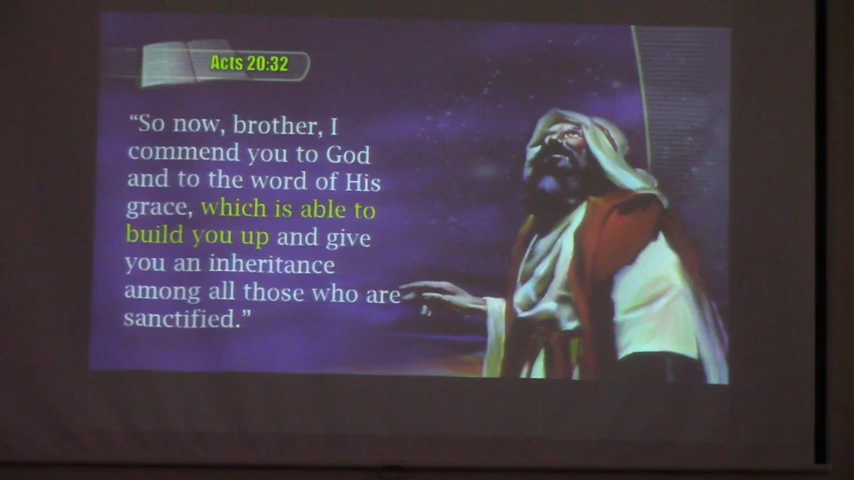 Acts 20:32
“So now, brother, I
commend you to God
and to the word of His
grace, which is able to
build you up and give
you an inheritance
among all those who are
sanctified.”